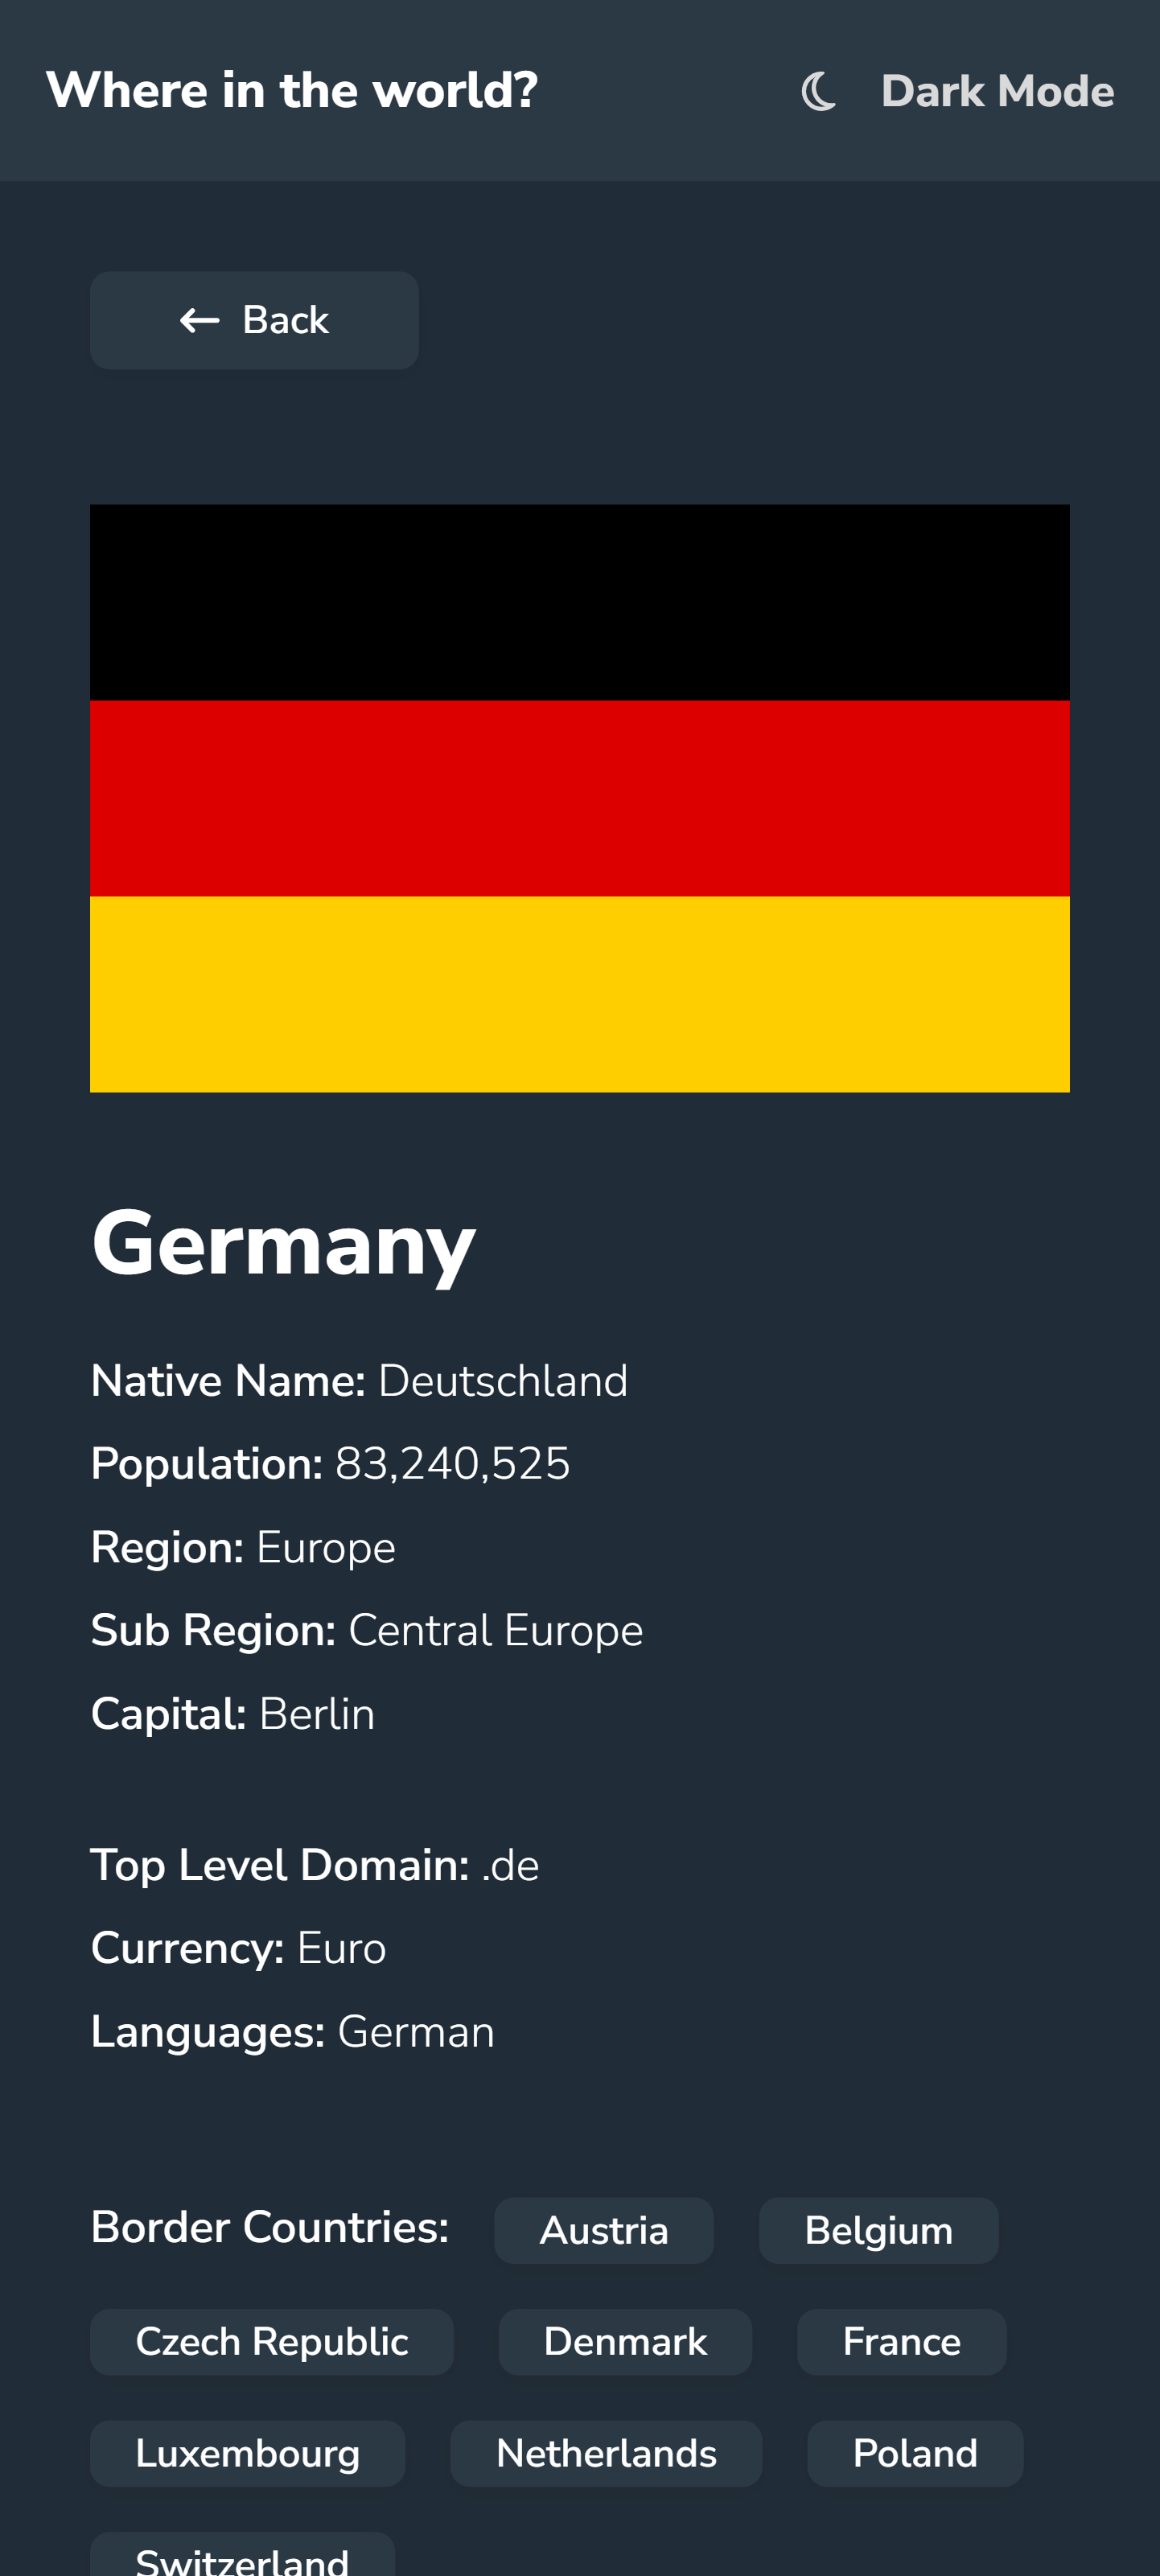 Where in the world? Dark Mode
Back
Germany
Native Name: Deutschland
Population: 83,240,525
Region: Europe
Sub Region: Central Europe
Capital: Berlin
Top Level Domain: .de
Currency: Euro
Languages: German
Border Countries: Austria Belgium
Czech Republic Denmark France
Luxembourg Netherlands Poland
Switzerland